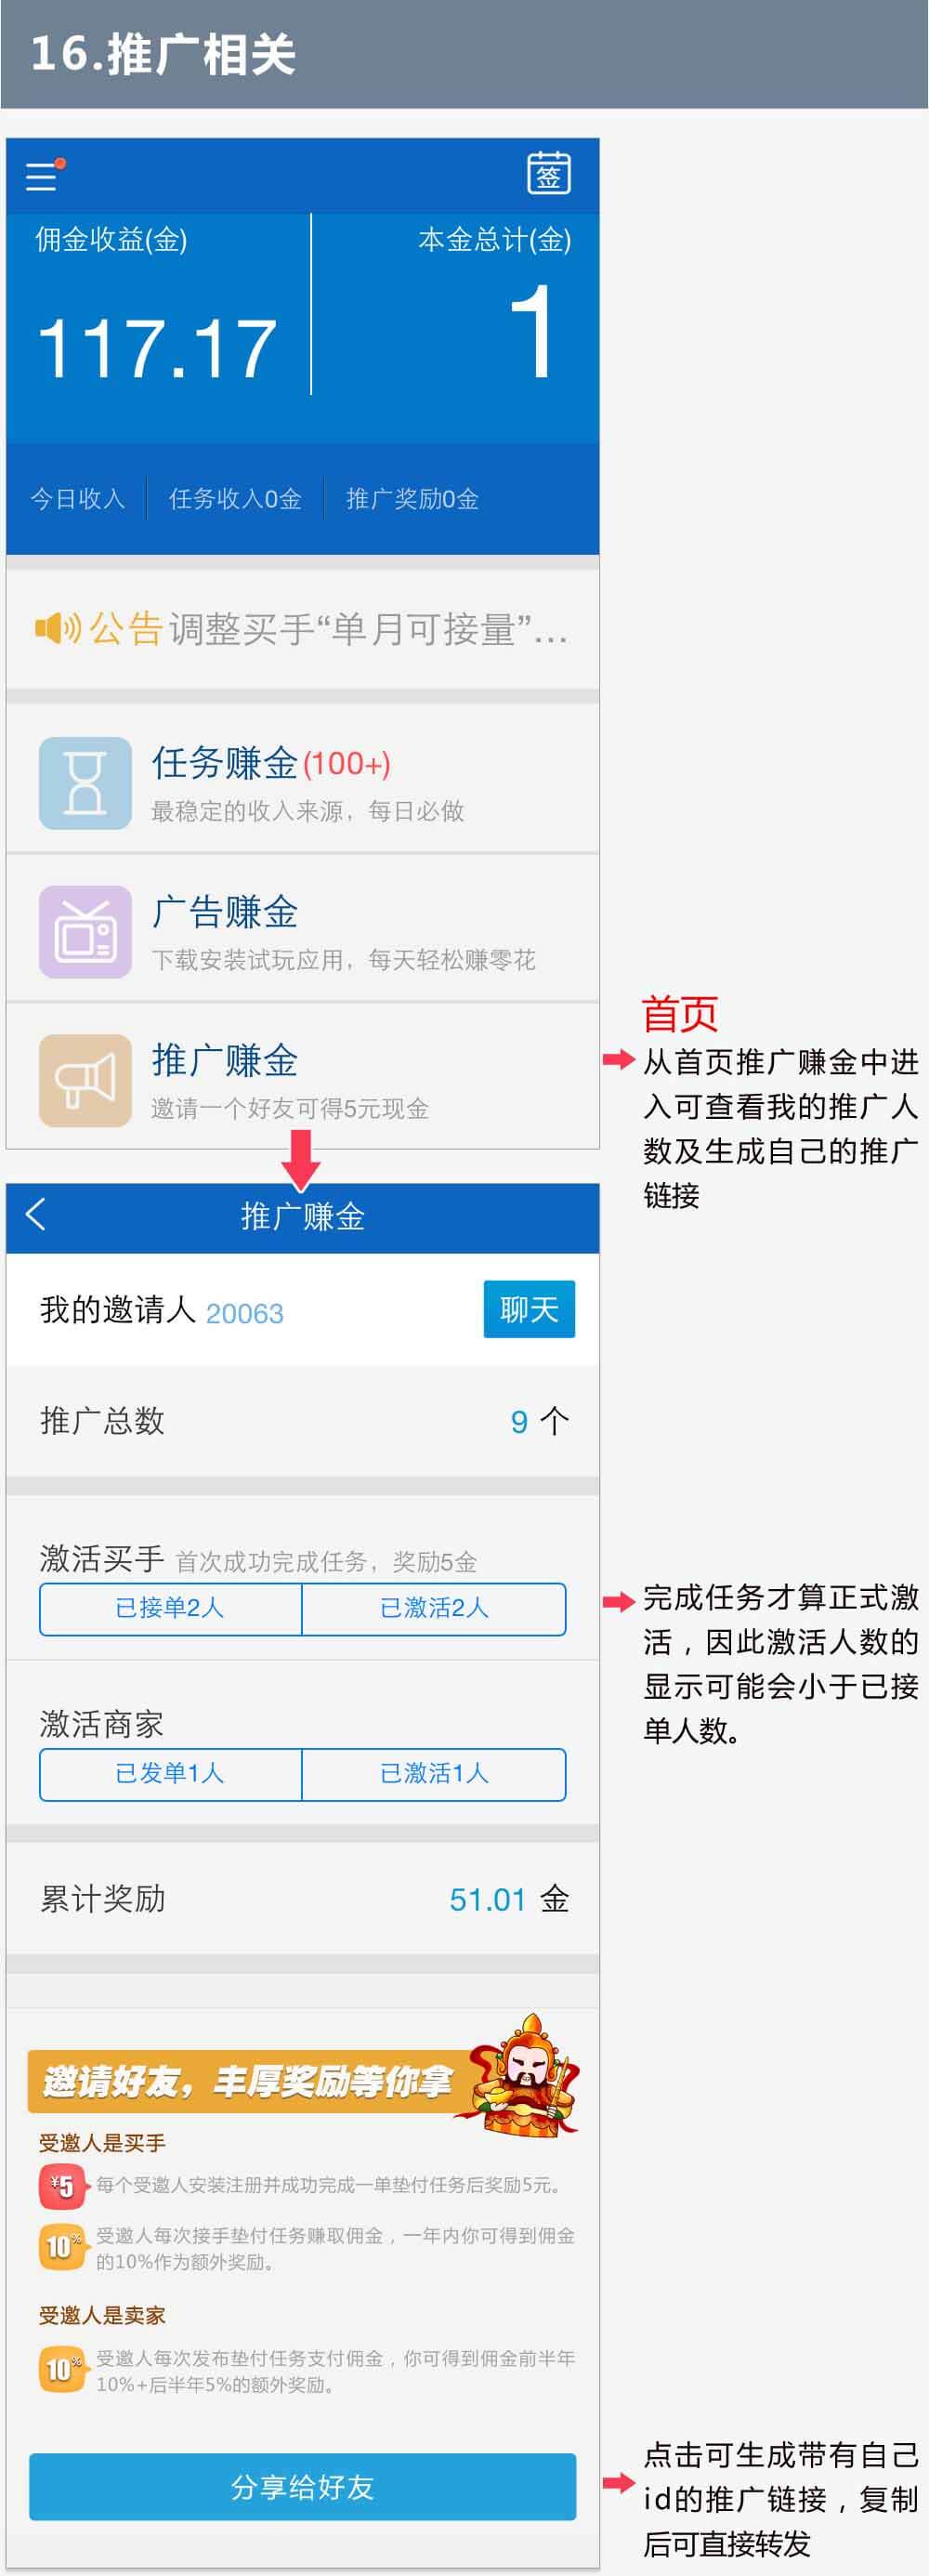 16.推广相关
签
佣金收益(金)
本金总计(金)
117.17
1
今日收入
任务收入0金
推广奖励0金
公告 调整买手“单月可接量”...
任务赚金(100+)
最稳定的收入来源，每日必做
广告赚金
下载安装试玩应用，每天轻松赚零花
推广赚金
邀请一个好友可得5元现金
首页
从首页推广赚金中进
入可查看我的推广人
数及生成自己的推广
链接
推广赚金
我的邀请人 20063
聊天
推广总数
9 个
激活买手 首次成功完成任务，奖励5金
已接单2人
已激活2人
完成任务才算正式激
活，因此激活人数的
显示可能会小于已接
单人数。
激活商家
已发单1人
已激活1人
累计奖励
51.01 金
邀请好友，丰厚奖励等你拿
受邀人是买手
¥5
每个受邀人安装注册并成功完成一单垫付任务后奖励5元。
10%
受邀人每次接手垫付任务赚取佣金，一年内你可得到佣金
的10%作为额外奖励。
受邀人是卖家
10%
受邀人每次发布垫付任务支付佣金，你可得到佣金前半年
10%+后半年5%的额外奖励。
分享给好友
点击可生成带有自己
id的推广链接，复制
后可直接转发